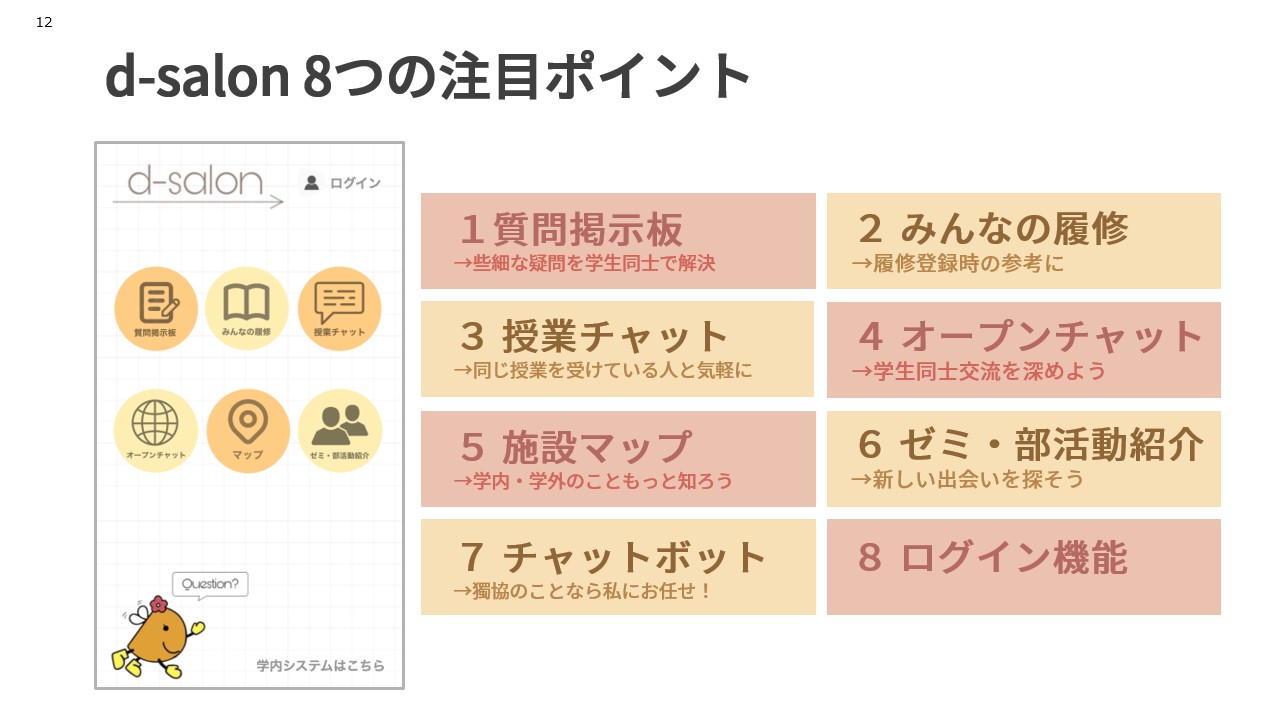 12
d-salon 8つの注目ポイント
d-salon
ログイン
質問掲示板
みんなの履修
授業チャット
オープンチャット
マップ
ゼミ・部活動紹介
Question?
学内システムはこちら
１質問掲示板
→些細な疑問を学生同士で解決
２ みんなの履修
→履修登録時の参考に
３ 授業チャット
→同じ授業を受けている人と気軽に
４ オープンチャット
→学生同士交流を深めよう
５ 施設マップ
→学内・学外のこともっと知ろう
６ ゼミ・部活動紹介
→新しい出会いを探そう
７ チャットボット
→獨協のことなら私にお任せ！
８ ログイン機能